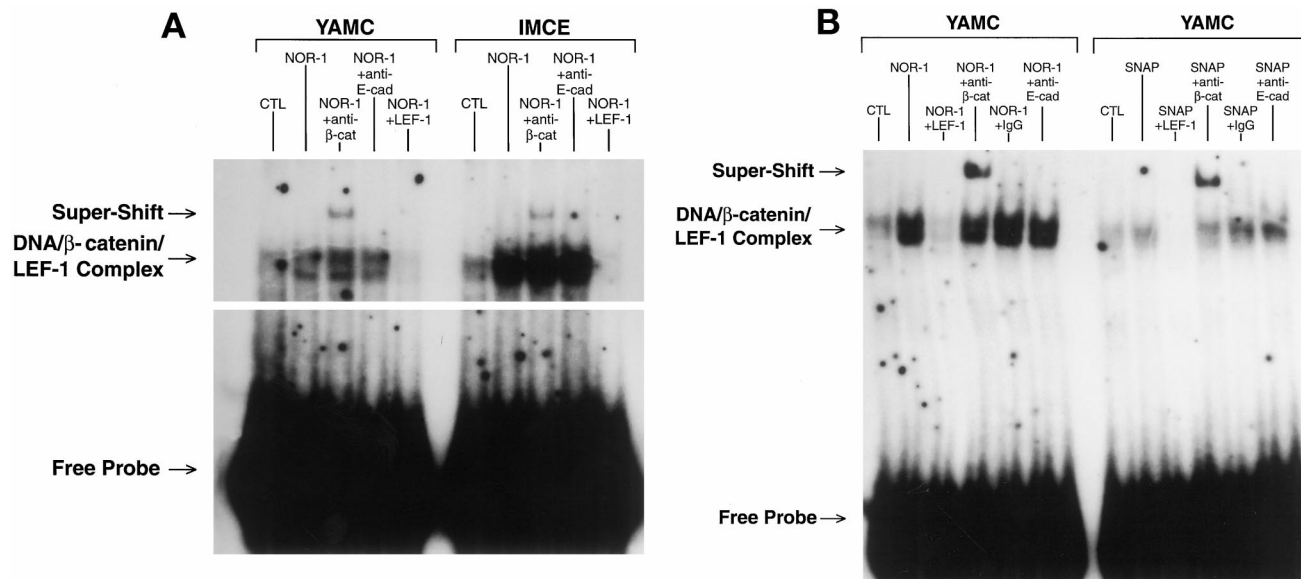 A
YAMC
IMCE
CTL
NOR-1
NOR-1
+anti-
β-cat
NOR-1
+anti-
E-cad
NOR-1
+LEF-1
CTL
NOR-1
NOR-1
+anti-
β-cat
NOR-1
+anti-
E-cad
NOR-1
+LEF-1
Super-Shift
DNA/β- catenin/
LEF-1 Complex
Free Probe
B
YAMC
YAMC
CTL
NOR-1
NOR-1
+LEF-1
NOR-1
+anti-
β-cat
NOR-1
+IgG
NOR-1
+anti-
E-cad
CTL
SNAP
SNAP
+LEF-1
SNAP
+anti-
β-cat
SNAP
+IgG
SNAP
+anti-
E-cad
Super-Shift
DNA/β-catenin/
LEF-1 Complex
Free Probe